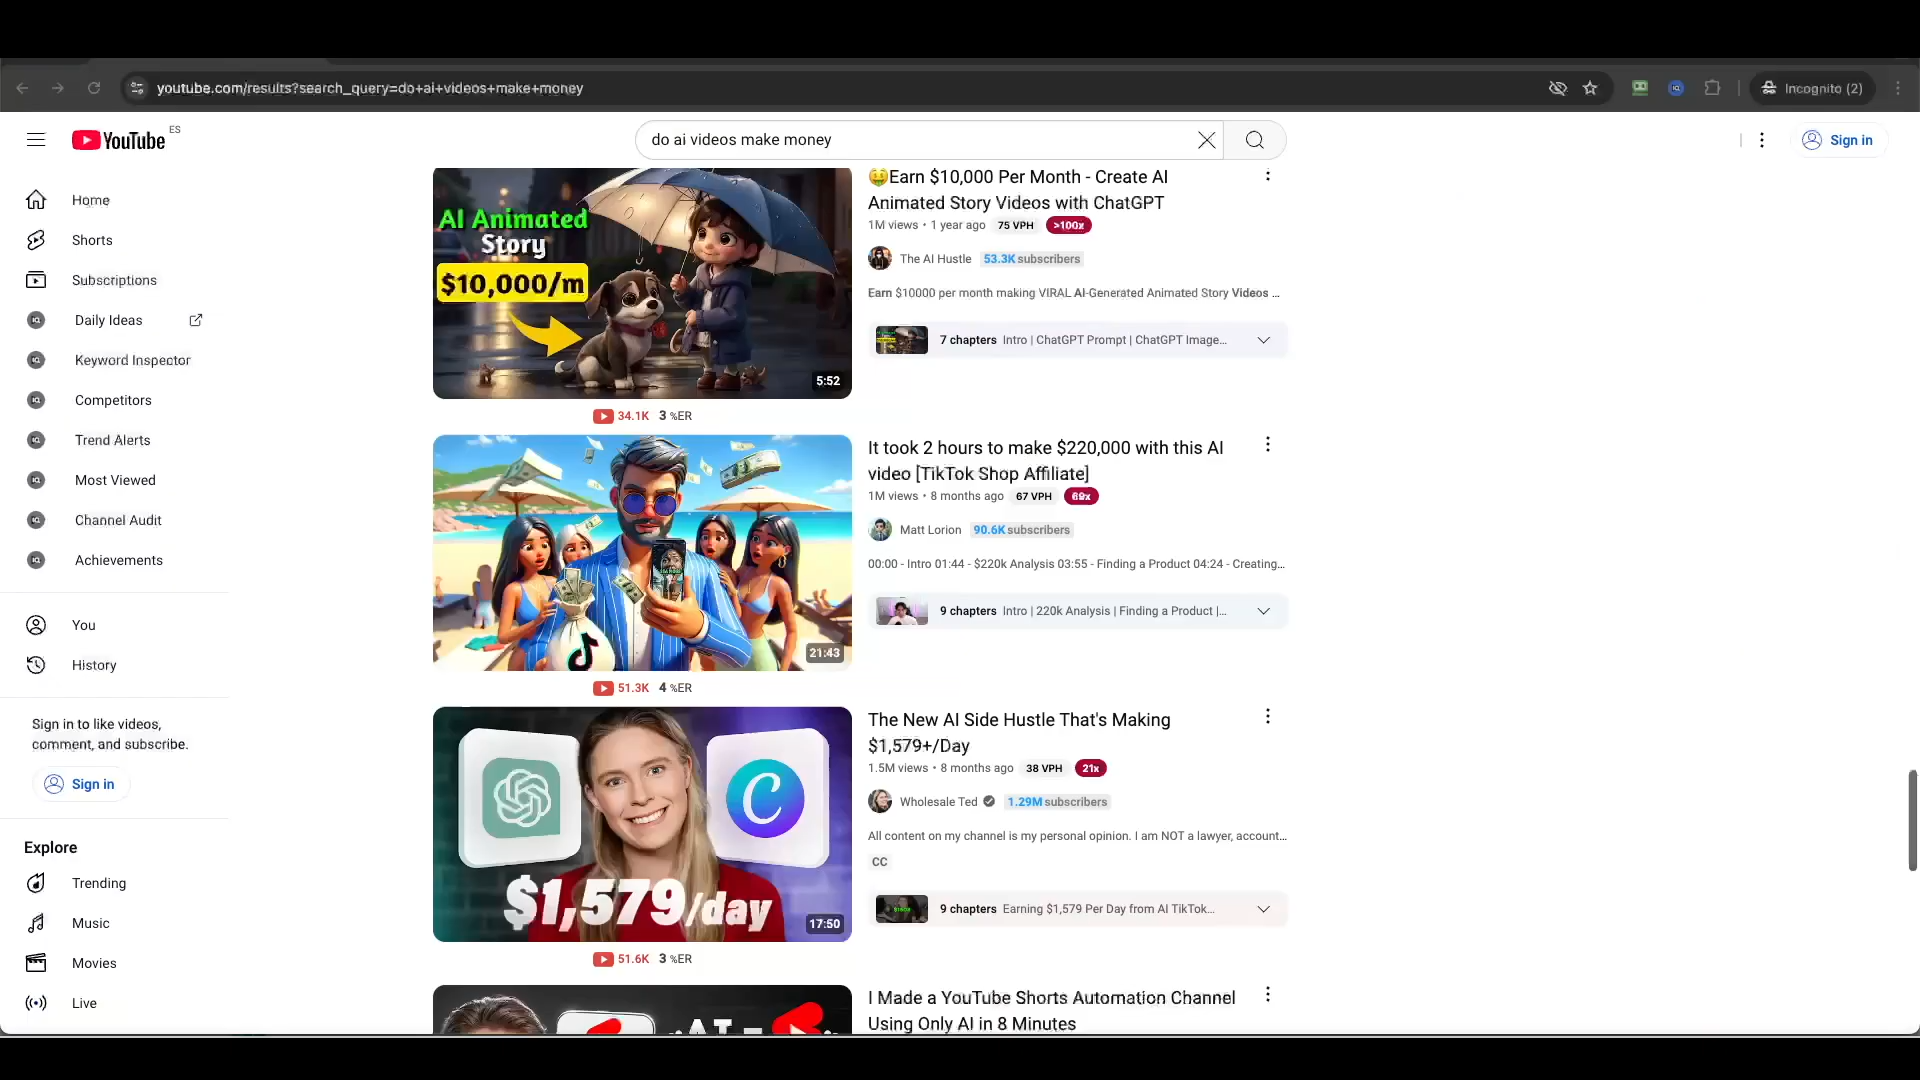 youtube.com/results?search_query=do+ai+videos+make+money
Incognito (2)
YouTube
ES
do ai videos make money
Sign in
Home
Shorts
Subscriptions
Daily Ideas
Keyword Inspector
Competitors
Trend Alerts
Most Viewed
Channel Audit
Achievements
You
History
Sign in to like videos,
comment, and subscribe.
Sign in
Explore
Trending
Music
Movies
Live
AI Animated
Story
$10,000/m
5:52
34.1K 3 %ER
🤑Earn $10,000 Per Month - Create AI
Animated Story Videos with ChatGPT
1M views • 1 year ago 75 VPH >100x
The AI Hustle 53.3K subscribers
Earn $10000 per month making VIRAL AI-Generated Animated Story Videos ...
7 chapters Intro | ChatGPT Prompt | ChatGPT Image...
21:43
51.3K 4 %ER
It took 2 hours to make $220,000 with this AI
video [TikTok Shop Affiliate]
1M views • 8 months ago 67 VPH 69x
Matt Lorion 90.6K subscribers
00:00 - Intro 01:44 - $220k Analysis 03:55 - Finding a Product 04:24 - Creating...
9 chapters Intro | 220k Analysis | Finding a Product |...
$1,579/day
17:50
51.6K 3 %ER
The New AI Side Hustle That's Making
$1,579+/Day
1.5M views • 8 months ago 38 VPH 21x
Wholesale Ted 1.29M subscribers
All content on my channel is my personal opinion. I am NOT a lawyer, account...
CC
9 chapters Earning $1,579 Per Day from AI TikTok...
I Made a YouTube Shorts Automation Channel
Using Only AI in 8 Minutes